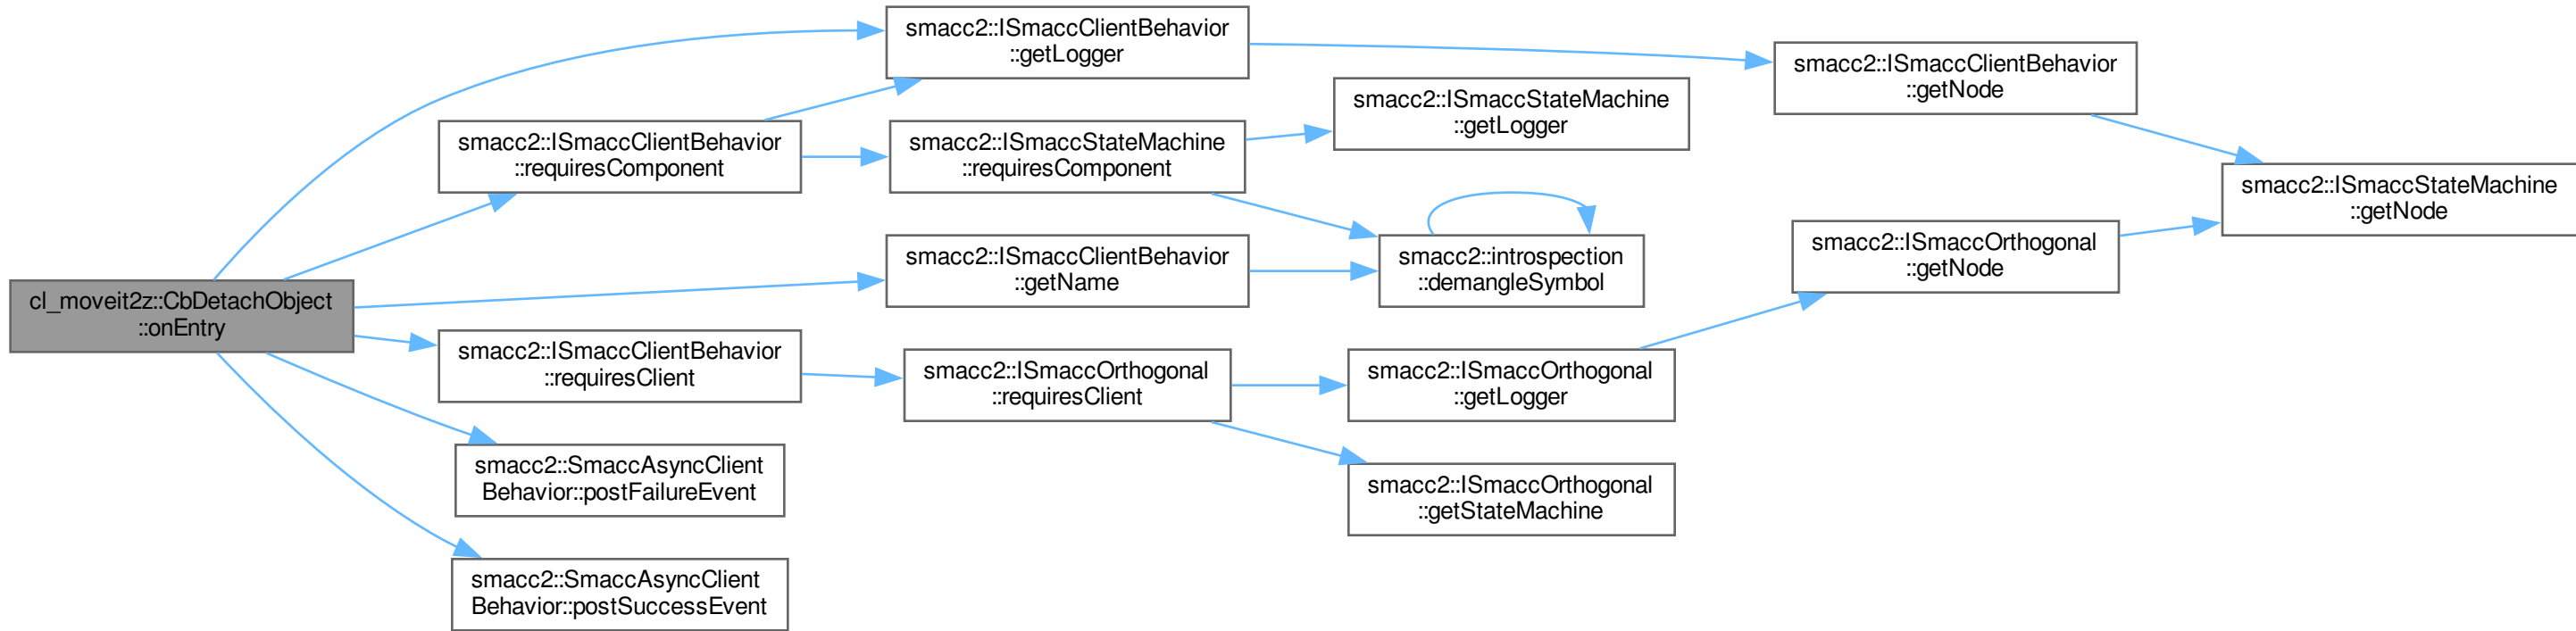 cl_moveit2z::CbDetachObject
::onEntry
smacc2::ISmaccClientBehavior
::getLogger
smacc2::ISmaccClientBehavior
::requiresComponent
smacc2::ISmaccClientBehavior
::getName
smacc2::ISmaccClientBehavior
::requiresClient
smacc2::SmaccAsyncClient
Behavior::postFailureEvent
smacc2::SmaccAsyncClient
Behavior::postSuccessEvent
smacc2::ISmaccStateMachine
::requiresComponent
smacc2::ISmaccOrthogonal
::requiresClient
smacc2::ISmaccStateMachine
::getLogger
smacc2::introspection
::demangleSymbol
smacc2::ISmaccOrthogonal
::getLogger
smacc2::ISmaccOrthogonal
::getStateMachine
smacc2::ISmaccClientBehavior
::getNode
smacc2::ISmaccOrthogonal
::getNode
smacc2::ISmaccStateMachine
::getNode